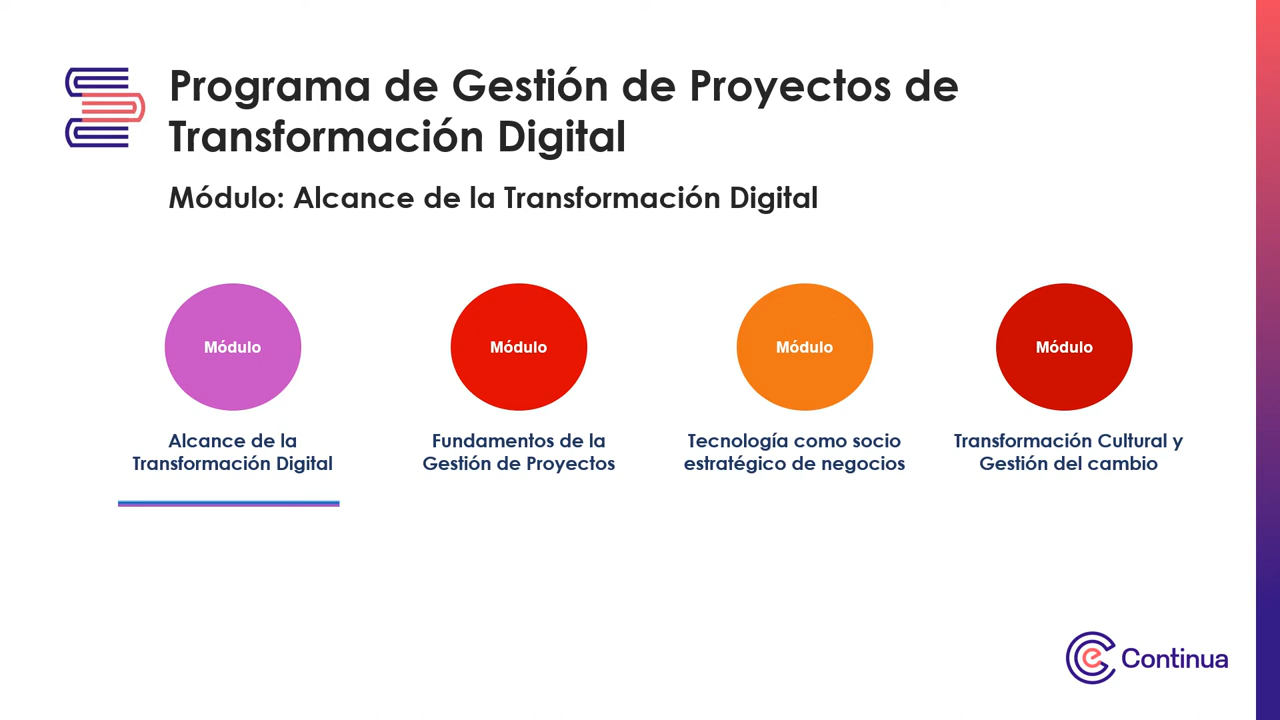 Programa de Gestión de Proyectos de
Transformación Digital
Módulo: Alcance de la Transformación Digital
Módulo
Módulo
Módulo
Módulo
Alcance de la
Transformación Digital
Fundamentos de la
Gestión de Proyectos
Tecnología como socio
estratégico de negocios
Transformación Cultural y
Gestión del cambio
e Continua